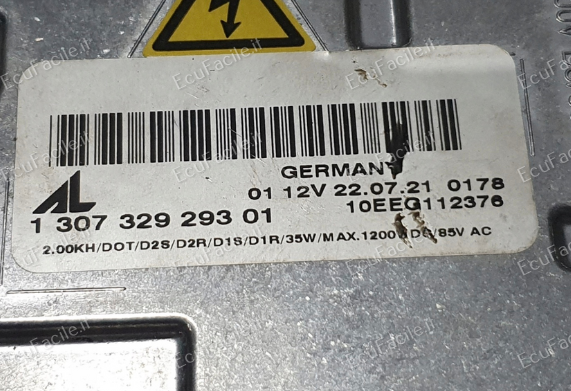 AL
GERMANY
01 12V 22.07.21 0178
1 307 329 293 01
10EEG112376
2.00KH/DOT/D2S/D2R/D1S/D1R/35W/MAX.1200 DC/85V AC
EcuFacile.it